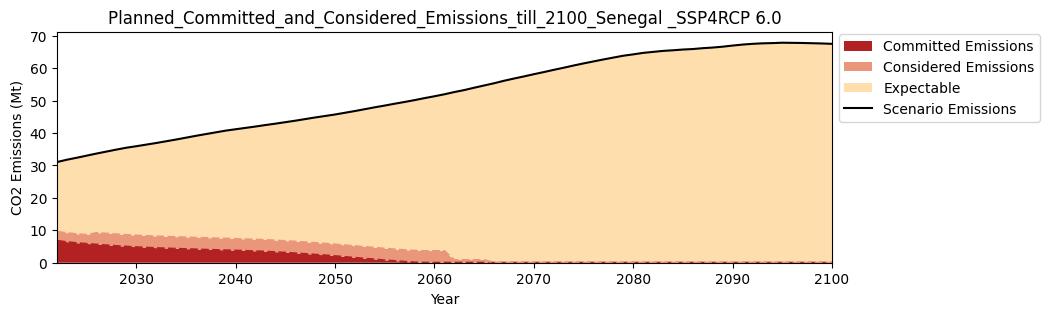 Planned_Committed_and_Considered_Emissions_till_2100_Senegal _SSP4RCP 6.0
70
60
50
40
30
20
10
0
CO2 Emissions (Mt)
2030 2040 2050 2060 2070 2080 2090 2100
Year
Committed Emissions
Considered Emissions
Expectable
Scenario Emissions